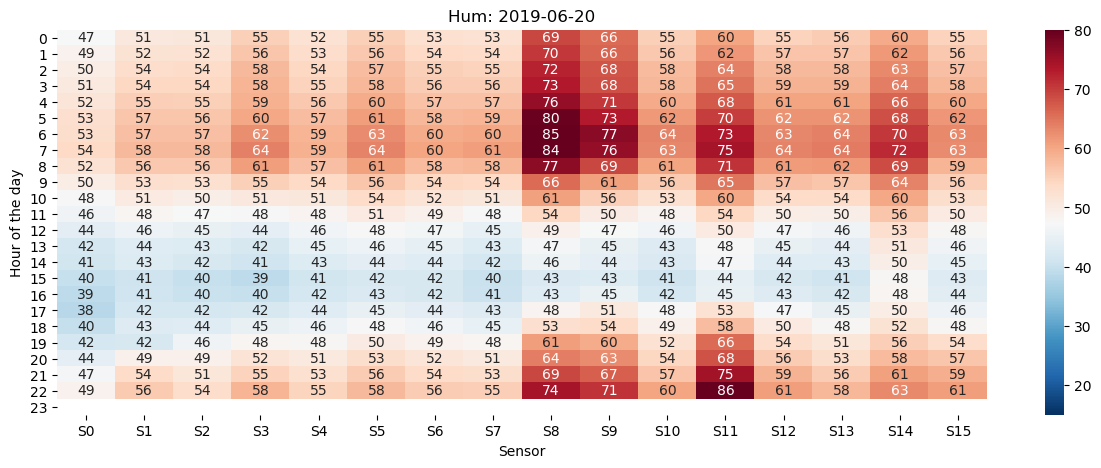 Hum: 2019-06-20
0 47 51 51 55 52 55 53 53 69 66 55 60 55 56 60 55
1 49 52 52 56 53 56 54 54 70 66 56 62 57 57 62 56
2 50 54 54 58 54 57 55 55 72 68 58 64 58 58 63 57
3 51 54 54 58 55 58 56 56 73 68 58 65 59 59 64 58
4 52 55 55 59 56 60 57 57 76 71 60 68 61 61 66 60
5 53 57 56 60 57 61 58 59 80 73 62 70 62 62 68 62
6 53 57 57 62 59 63 60 60 85 77 64 73 63 64 70 63
7 54 58 58 64 59 64 60 61 84 76 63 75 64 64 72 63
8 52 56 56 61 57 61 58 58 77 69 61 71 61 62 69 59
9 50 53 53 55 54 56 54 54 66 61 56 65 57 57 64 56
10 48 51 50 51 51 54 52 51 61 56 53 60 54 54 60 53
11 46 48 47 48 48 51 49 48 54 50 48 54 50 50 56 50
12 44 46 45 44 46 48 47 45 49 47 46 50 47 46 53 48
13 42 44 43 42 43 46 45 43 47 45 43 48 45 44 51 46
14 41 43 42 41 43 44 44 42 46 44 43 47 44 43 50 45
15 40 41 40 39 41 42 42 40 43 43 41 44 42 41 48 43
16 39 41 40 40 42 43 42 41 43 45 42 45 43 42 48 44
17 38 42 42 42 44 45 44 43 48 51 48 53 47 45 50 46
18 40 43 44 45 46 48 46 45 53 54 49 58 50 48 52 48
19 42 42 46 48 48 50 49 48 61 60 52 66 54 51 56 54
20 44 49 49 52 51 53 52 51 64 63 54 68 56 53 58 57
21 47 54 51 55 53 56 54 53 69 67 57 75 59 56 61 59
22 49 56 54 58 55 58 56 55 74 71 60 86 61 58 63 61
23
S0 S1 S2 S3 S4 S5 S6 S7 S8 S9 S10 S11 S12 S13 S14 S15
Sensor
Hour of the day
80
70
60
50
40
30
20